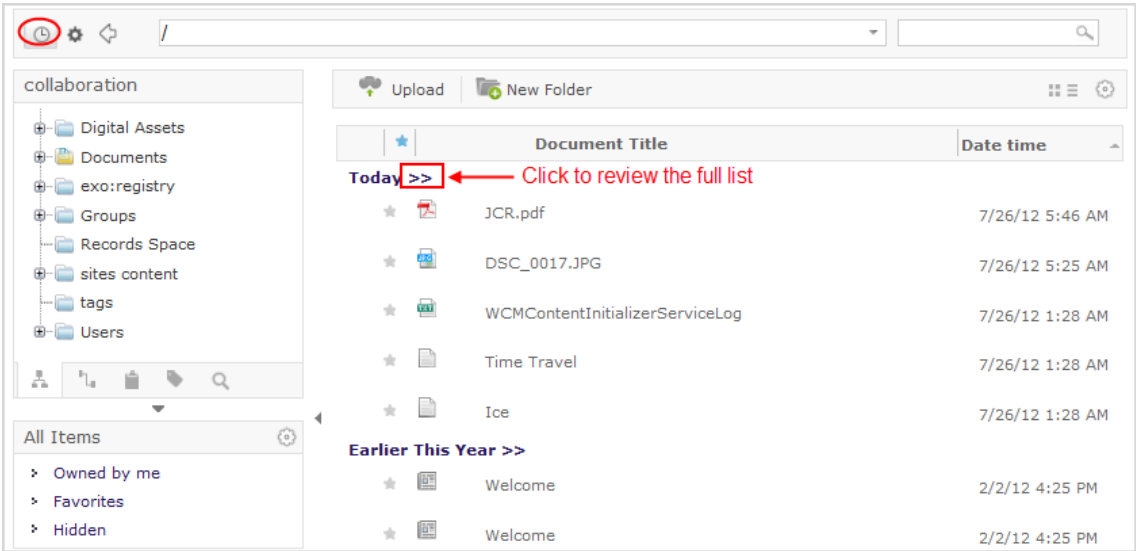 /
collaboration
Digital Assets
Documents
exo:registry
Groups
Records Space
sites content
tags
Users
All Items
Owned by me
Favorites
Hidden
Upload New Folder
Document Title Date time
Today >> Click to review the full list
JCR.pdf 7/26/12 5:46 AM
DSC_0017.JPG 7/26/12 5:25 AM
WCMContentInitializerServiceLog 7/26/12 1:28 AM
Time Travel 7/26/12 1:28 AM
Ice 7/26/12 1:28 AM
Earlier This Year >>
Welcome 2/2/12 4:25 PM
Welcome 2/2/12 4:25 PM